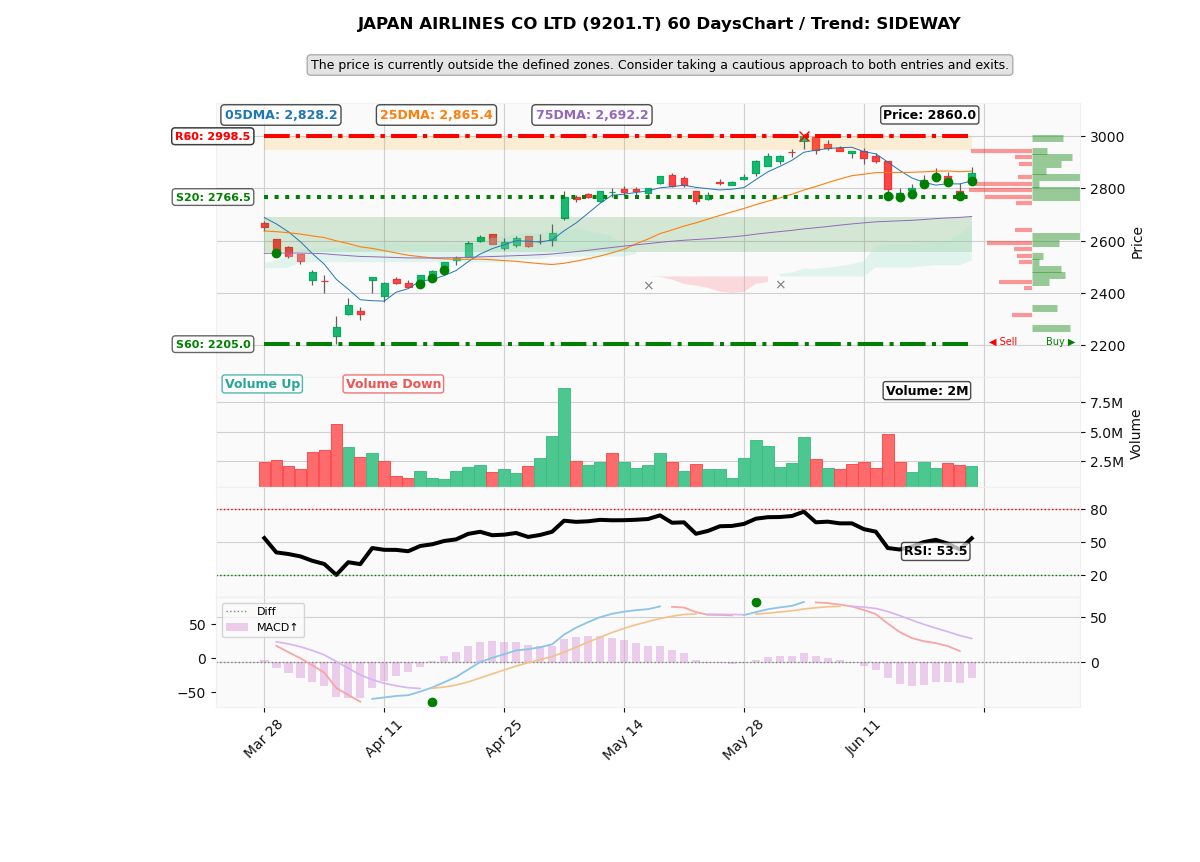 JAPAN AIRLINES CO LTD (9201.T) 60 DaysChart / Trend: SIDEWAY
The price is currently outside the defined zones. Consider taking a cautious approach to both entries and exits.
05DMA: 2,828.2
25DMA: 2,865.4
75DMA: 2,692.2
Price: 2860.0
R60: 2998.5
S20: 2766.5
S60: 2205.0
3000
2800
2600
2400
2200
Price
◀ Sell
Buy ▶
Volume Up
Volume Down
Volume: 2M
7.5M
5.0M
2.5M
Volume
80
50
20
RSI: 53.5
Diff
MACD↑
50
0
−50
50
0
Mar 28
Apr 11
Apr 25
May 14
May 28
Jun 11